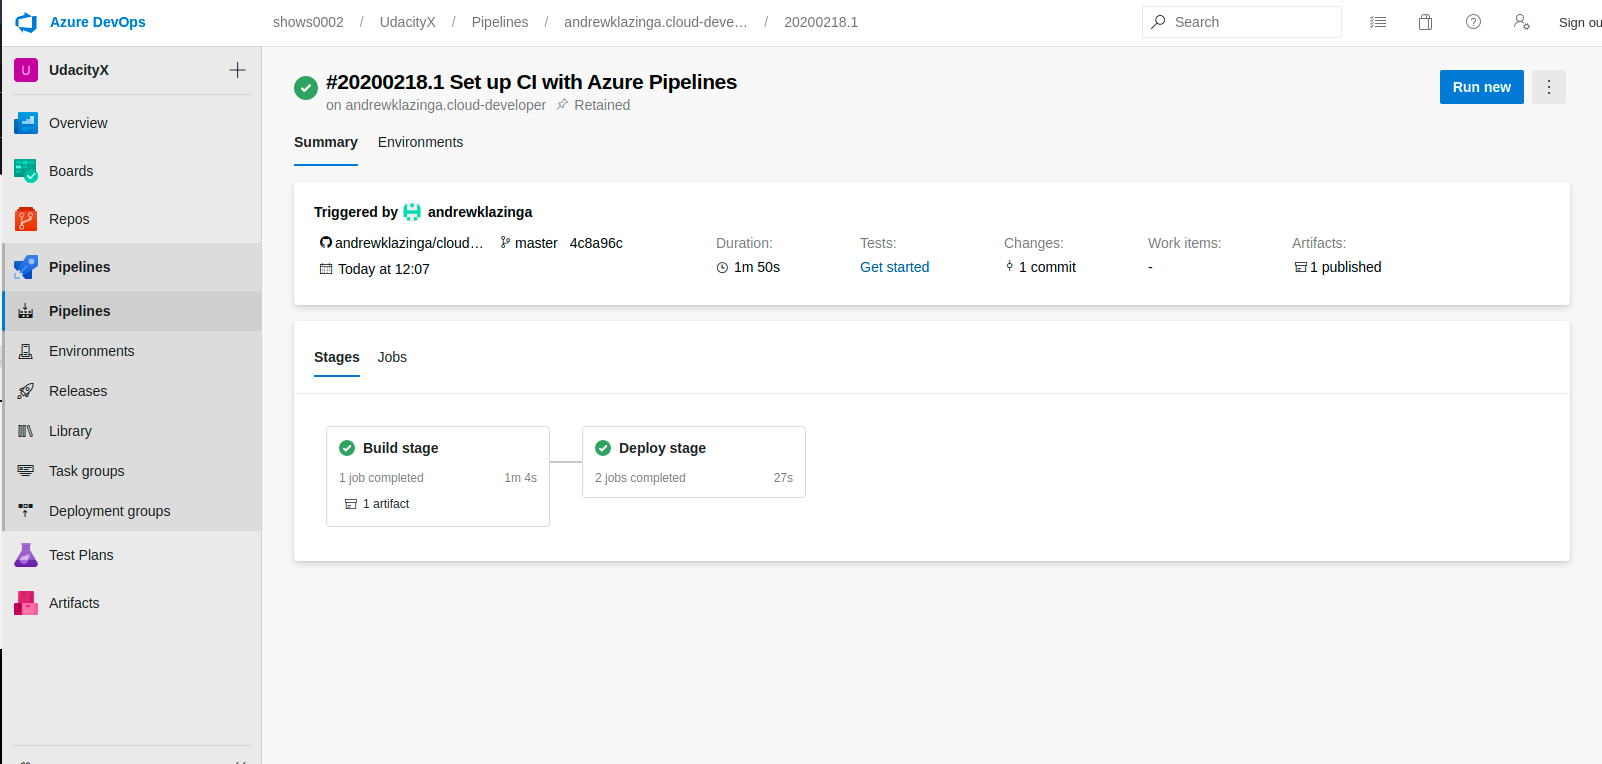 Azure DevOps
shows0002 / UdacityX / Pipelines / andrewklazinga.cloud-deve… / 20200218.1
Search
Sign ou
U UdacityX
Overview
Boards
Repos
Pipelines
Pipelines
Environments
Releases
Library
Task groups
Deployment groups
Test Plans
Artifacts
#20200218.1 Set up CI with Azure Pipelines
on andrewklazinga.cloud-developer Retained
Run new
Summary Environments
Triggered by andrewklazinga
andrewklazinga/cloud… master 4c8a96c
Today at 12:07
Duration:
1m 50s
Tests:
Get started
Changes:
1 commit
Work items:
-
Artifacts:
1 published
Stages Jobs
Build stage
1 job completed 1m 4s
1 artifact
Deploy stage
2 jobs completed 27s